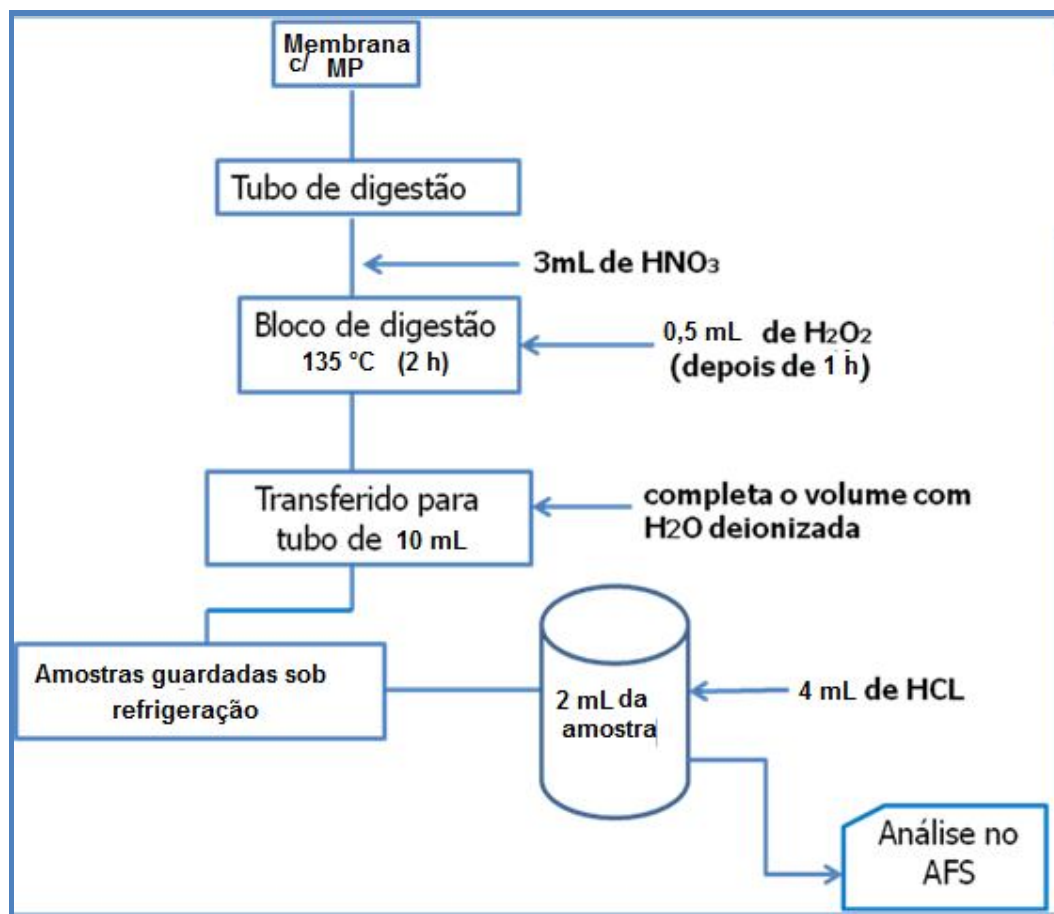 Membrana
c/ MP
Tubo de digestão
3mL de HNO3
Bloco de digestão
135 °C (2 h)
0,5 mL de H2O2
(depois de 1 h)
Transferido para
tubo de 10 mL
completa o volume com
H2O deionizada
Amostras guardadas sob
refrigeração
2 mL da
amostra
4 mL de HCL
Análise no
AFS